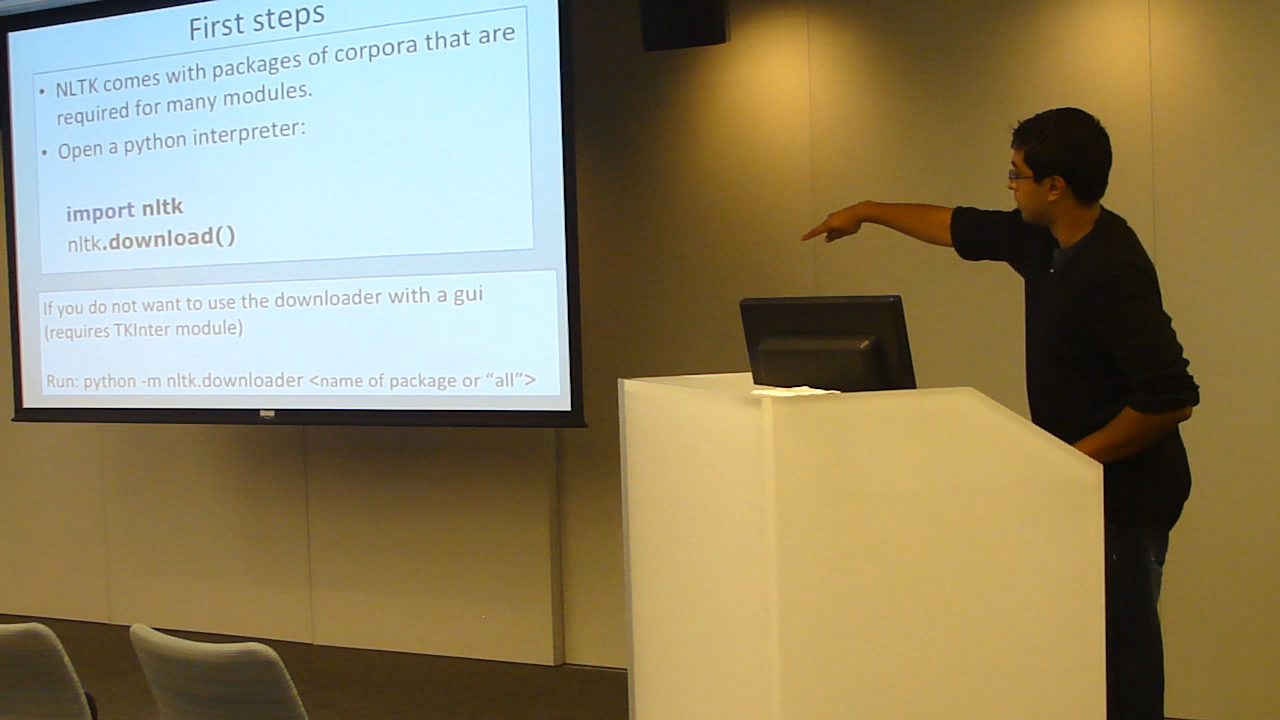 First steps
• NLTK comes with packages of corpora that are
required for many modules.
• Open a python interpreter:
import nltk
nltk.download()
If you do not want to use the downloader with a gui
(requires TKInter module)
Run: python -m nltk.downloader <name of package or “all”>